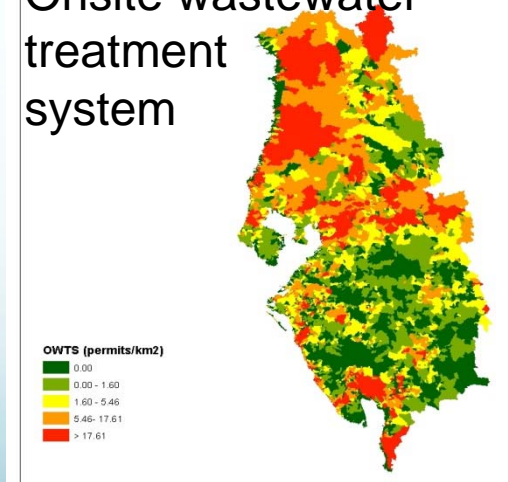 Onsite wastewater
treatment
system
OWTS (permits/km2)
0.00
0.00 - 1.60
1.60 - 5.46
5.46- 17.61
> 17.61